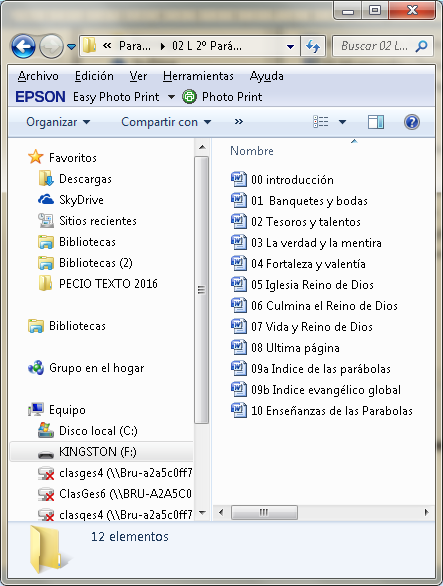 Para... 02 L 2º Pará... Buscar 02 L...
Archivo Edición Ver Herramientas Ayuda
EPSON Easy Photo Print Photo Print
Organizar Compartir con »
Nombre
Favoritos
Descargas
SkyDrive
Sitios recientes
Bibliotecas
Bibliotecas (2)
PECIO TEXTO 2016
Bibliotecas
Grupo en el hogar
Equipo
Disco local (C:)
KINGSTON (F:)
clasges4 (\\Bru-a2a5c0ff7
ClasGes6 (\\BRU-A2A5C0
clasges4 (\\Bru-a2a5c0ff7
00 introducción
01 Banquetes y bodas
02 Tesoros y talentos
03 La verdad y la mentira
04 Fortaleza y valentía
05 Iglesia Reino de Dios
06 Culmina el Reino de Dios
07 Vida y Reino de Dios
08 Ultima página
09a Indice de las parábolas
09b Indice evangélico global
10 Enseñanzas de las Parabolas
12 elementos